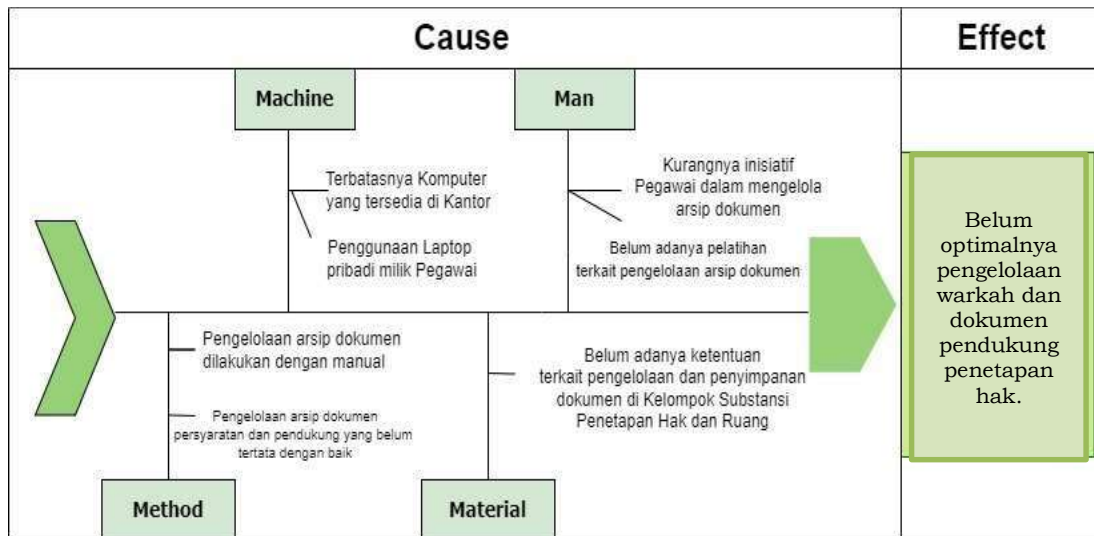 Cause
Effect
Machine
Man
Terbatasnya Komputer
yang tersedia di Kantor
Penggunaan Laptop
pribadi milik Pegawai
Kurangnya inisiatif
Pegawai dalam mengelola
arsip dokumen
Belum adanya pelatihan
terkait pengelolaan arsip dokumen
Pengelolaan arsip dokumen
dilakukan dengan manual
Pengelolaan arsip dokumen
persyaratan dan pendukung yang belum
tertata dengan baik
Belum adanya ketentuan
terkait pengelolaan dan penyimpanan
dokumen di Kelompok Substansi
Penetapan Hak dan Ruang
Method
Material
Belum
optimalnya
pengelolaan
warkah dan
dokumen
pendukung
penetapan
hak.